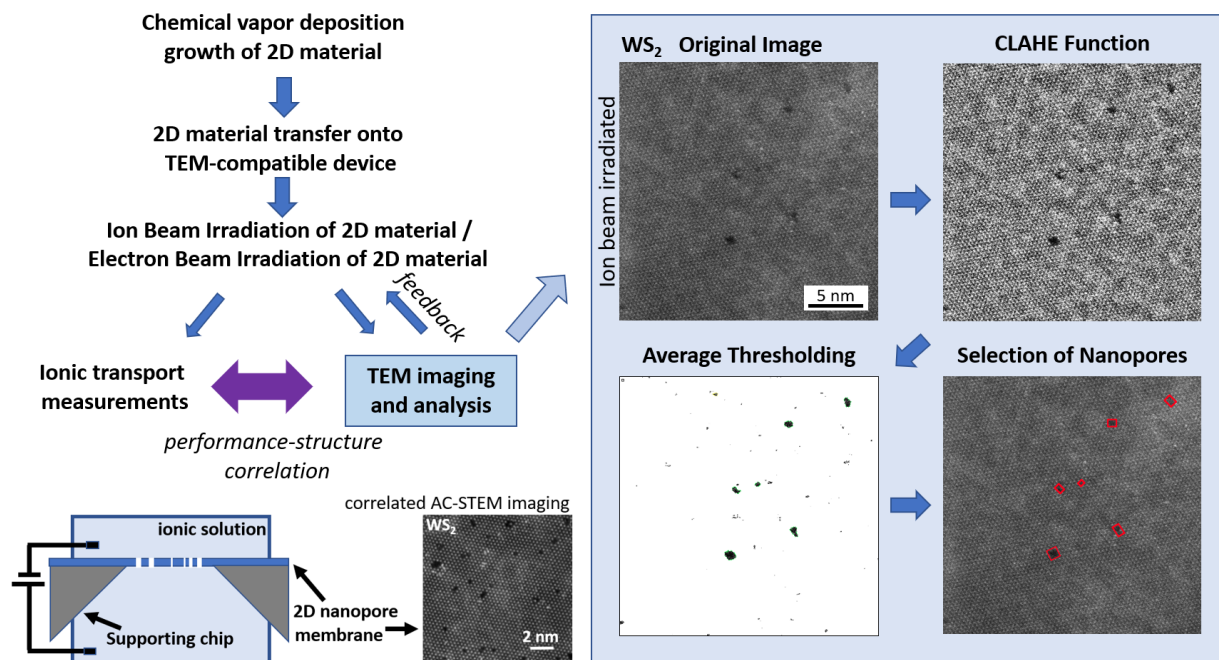 Chemical vapor deposition
growth of 2D material
2D material transfer onto
TEM-compatible device
Ion Beam Irradiation of 2D material /
Electron Beam Irradiation of 2D material
feedback
Ionic transport
measurements
TEM imaging
and analysis
performance-structure
correlation
correlated AC-STEM imaging
ionic solution
WS₂
2D nanopore
membrane
Supporting chip
2 nm
WS₂ Original Image
CLAHE Function
Ion beam irradiated
5 nm
Average Thresholding
Selection of Nanopores